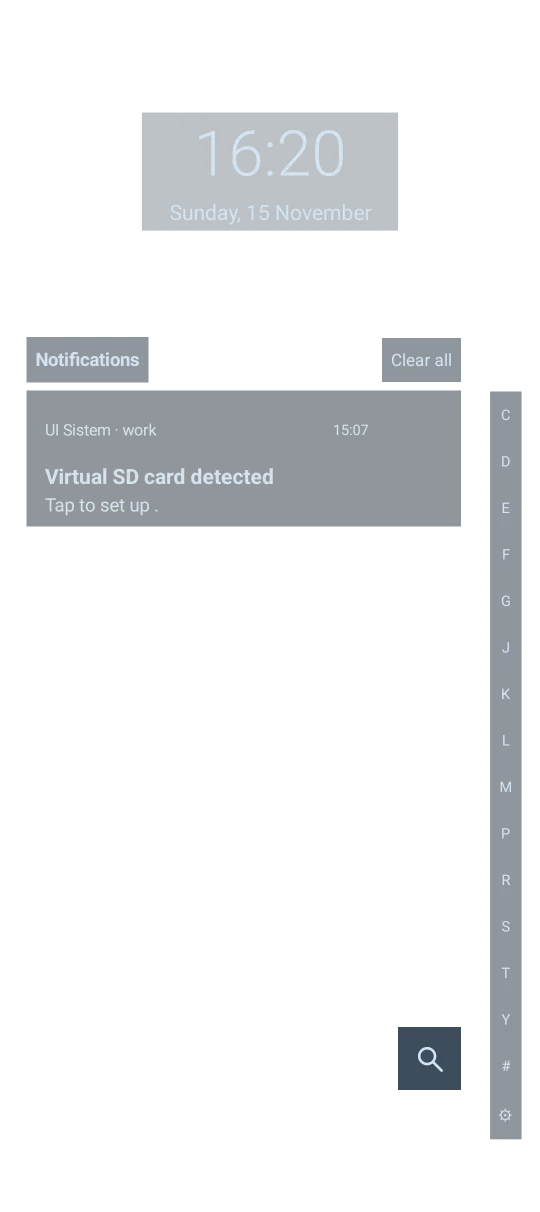 16:20
Sunday, 15 November
Notifications
Clear all
UI Sistem · work
15:07
Virtual SD card detected
Tap to set up .
C
D
E
F
G
J
K
L
M
P
R
S
T
Y
#